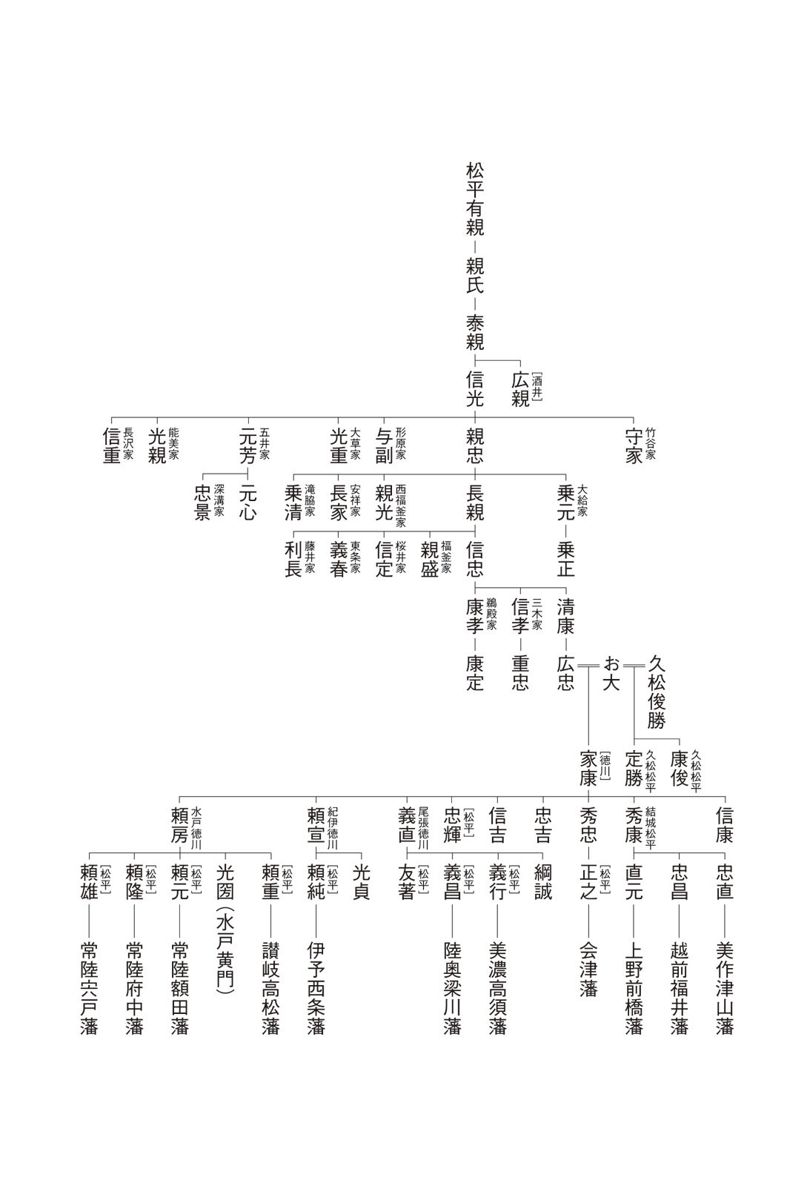 松平有親
親氏
泰親
広親
[酒井]
信光
守家
竹谷家
親忠
与副
形原家
光重
大草家
元芳
五井家
光親
能美家
信重
長沢家
乗元
大給家
長親
親光
西福釜家
長家
安祥家
乗清
滝脇家
元心
忠景
深溝家
乗正
信忠
親盛
福釜家
信定
桜井家
義春
東条家
利長
藤井家
清康
信孝
三木家
康孝
鵜殿家
久松俊勝
お大
広忠
重忠
康定
康俊
久松松平
定勝
久松松平
家康
[徳川]
信康
秀康
結城松平
秀忠
忠吉
信吉
忠輝
[松平]
義直
尾張徳川
頼宣
紀伊徳川
頼房
水戸徳川
忠直
忠昌
直元
正之
[松平]
綱誠
義行
[松平]
義昌
[松平]
友著
[松平]
光貞
頼純
[松平]
頼重
[松平]
光圀(水戸黄門)
頼元
[松平]
頼隆
[松平]
頼雄
[松平]
美作津山藩
越前福井藩
上野前橋藩
会津藩
美濃高須藩
陸奥梁川藩
伊予西条藩
讃岐高松藩
常陸額田藩
常陸府中藩
常陸宍戸藩